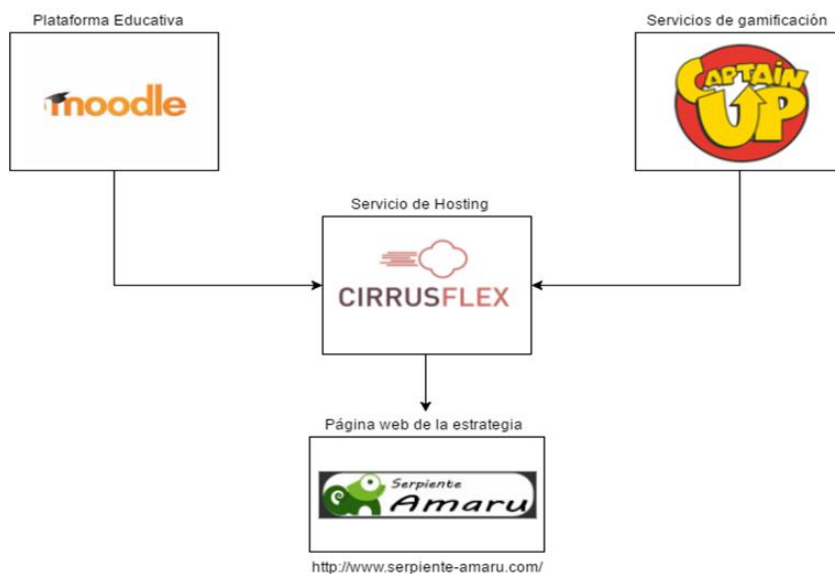 Plataforma Educativa
Servicios de gamificación
moodle
CAPTAIN
UP
Servicio de Hosting
CIRRUSFLEX
Página web de la estrategia
Serpiente
Amaru
http://www.serpiente-amaru.com/